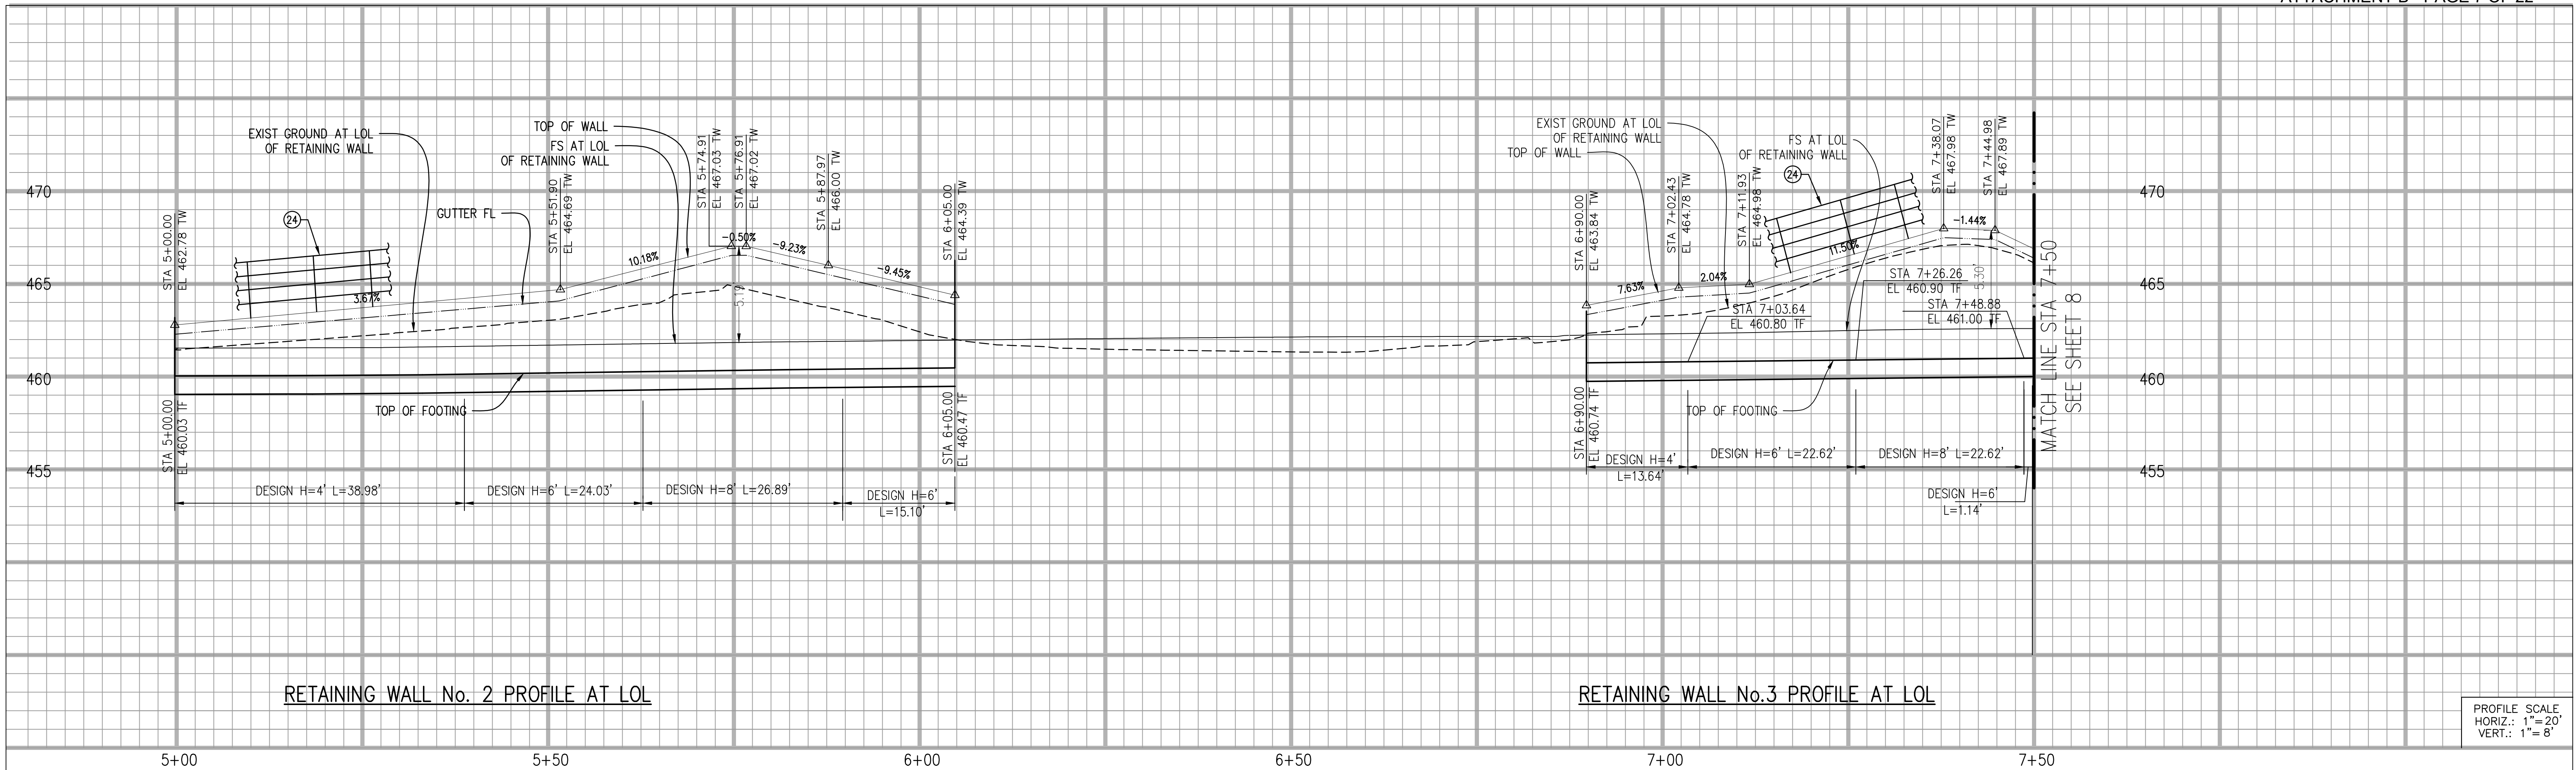 EXIST GROUND AT LOL
OF RETAINING WALL
TOP OF WALL
FS AT LOL
OF RETAINING WALL
GUTTER FL
24
STA 5+00.00
EL 462.78 TW
STA 5+51.90
EL 464.69 TW
STA 5+74.91
EL 467.03 TW
STA 5+76.91
EL 467.02 TW
STA 5+87.97
EL 466.00 TW
STA 6+05.00
EL 464.39 TW
3.67%
10.18%
-0.50%
-9.23%
-9.45%
TOP OF FOOTING
STA 5+00.00
EL 460.03 TF
STA 6+05.00
EL 460.47 TF
DESIGN H=4' L=38.98'
DESIGN H=6' L=24.03'
DESIGN H=8' L=26.89'
DESIGN H=6'
L=15.10'
EXIST GROUND AT LOL
OF RETAINING WALL
TOP OF WALL
FS AT LOL
OF RETAINING WALL
24
STA 6+90.00
EL 463.84 TW
STA 7+02.43
EL 464.78 TW
STA 7+11.93
EL 464.98 TW
STA 7+38.07
EL 467.98 TW
STA 7+44.98
EL 467.89 TW
7.63%
2.04%
11.50%
-1.44%
5.30'
STA 7+03.64
EL 460.80 TF
STA 7+26.26
EL 460.90 TF
STA 7+48.88
EL 461.00 TF
STA 6+90.00
EL 460.74 TF
TOP OF FOOTING
DESIGN H=4'
L=13.64'
DESIGN H=6' L=22.62'
DESIGN H=8' L=22.62'
DESIGN H=6'
L=1.14'
MATCH LINE STA 7+50
SEE SHEET 8
470
465
460
455
470
465
460
455
RETAINING WALL No. 2 PROFILE AT LOL
RETAINING WALL No.3 PROFILE AT LOL
PROFILE SCALE
HORIZ.: 1"=20'
VERT.: 1"= 8'
5+00
5+50
6+00
6+50
7+00
7+50